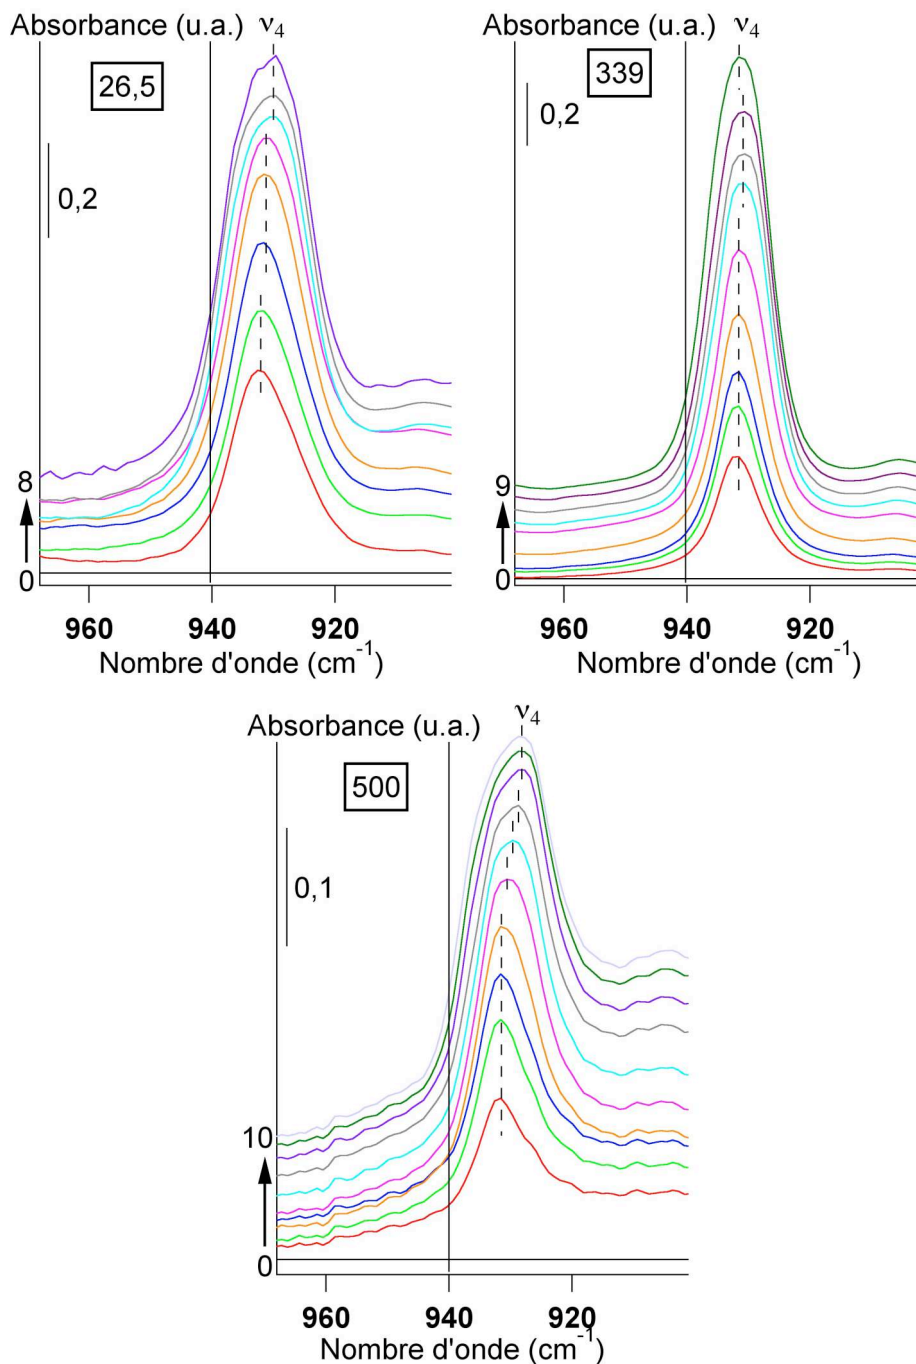 Absorbance (u.a.) ν4
26,5
0,2
8
0
960 940 920
Nombre d'onde (cm-1)
Absorbance (u.a.) ν4
339
0,2
9
0
960 940 920
Nombre d'onde (cm-1)
Absorbance (u.a.) ν4
500
0,1
10
0
960 940 920
Nombre d'onde (cm-1)